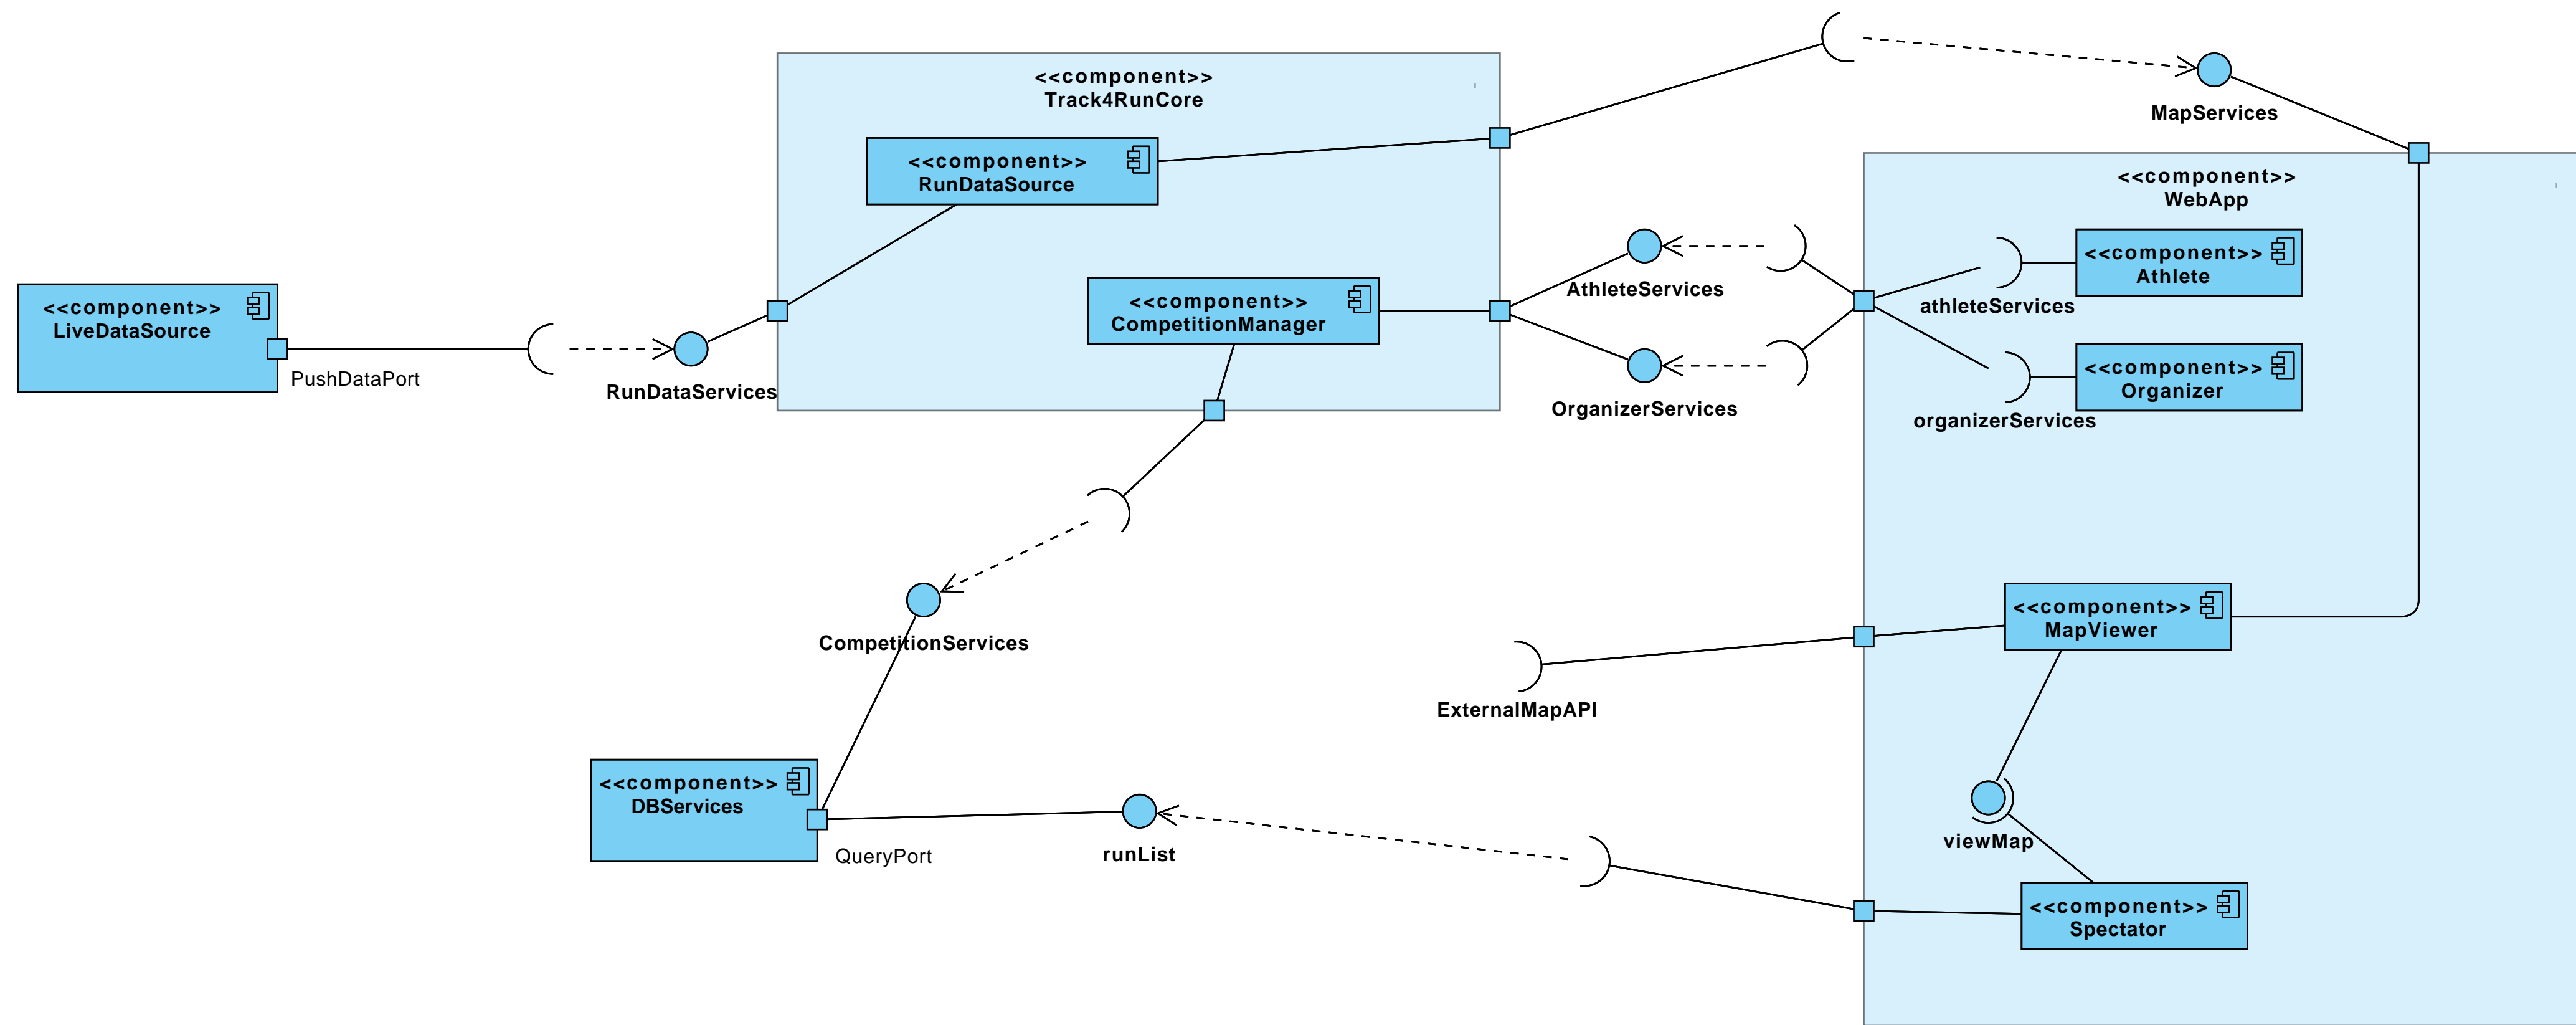 <<component>>
Track4RunCore
<<component>>
RunDataSource
<<component>>
CompetitionManager
<<component>>
LiveDataSource
PushDataPort
RunDataServices
MapServices
<<component>>
WebApp
AthleteServices
OrganizerServices
<<component>>
Athlete
athleteServices
<<component>>
Organizer
organizerServices
CompetitionServices
<<component>>
MapViewer
ExternalMapAPI
<<component>>
DBServices
QueryPort
runList
viewMap
<<component>>
Spectator